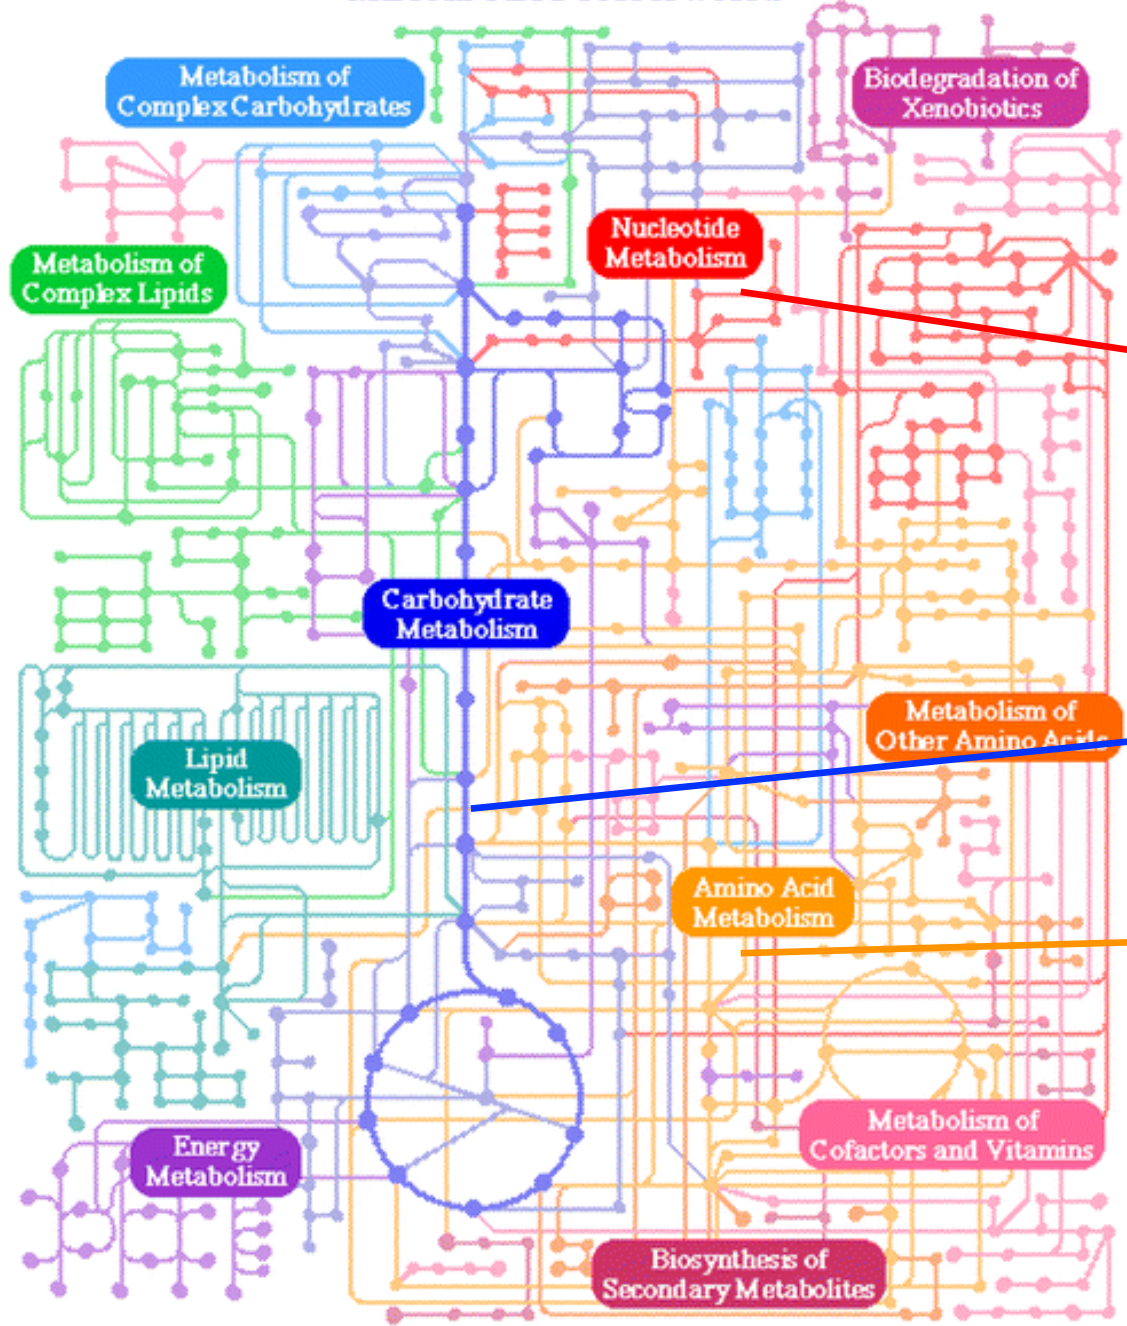 Metabolism of
Complex Carbohydrates
Biodegradation of
Xenobiotics
Nucleotide
Metabolism
Metabolism of
Complex Lipids
Carbohydrate
Metabolism
Metabolism of
Other Amino Acids
Lipid
Metabolism
Amino Acid
Metabolism
Metabolism of
Cofactors and Vitamins
Energy
Metabolism
Biosynthesis of
Secondary Metabolites